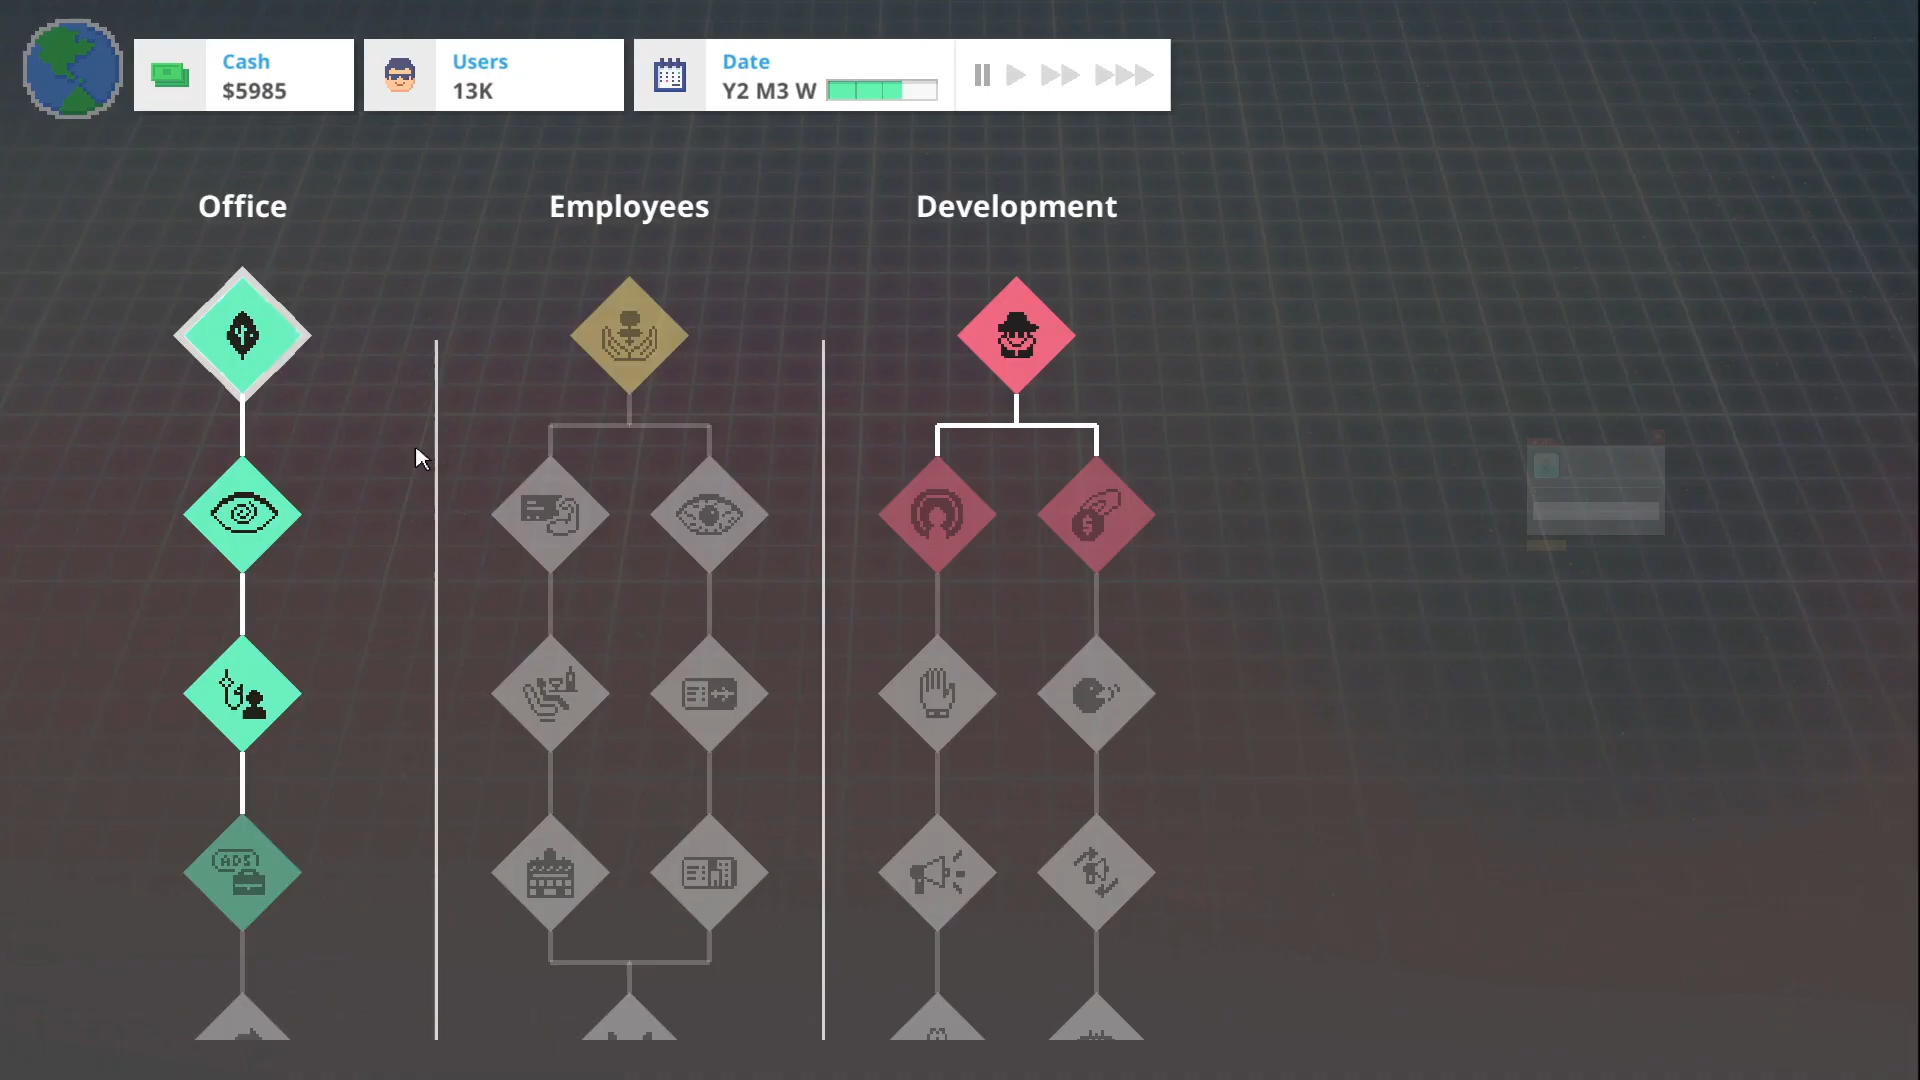 Cash
$5985
Users
13K
Date
Y2 M3 W
Office
Employees
Development
ADS